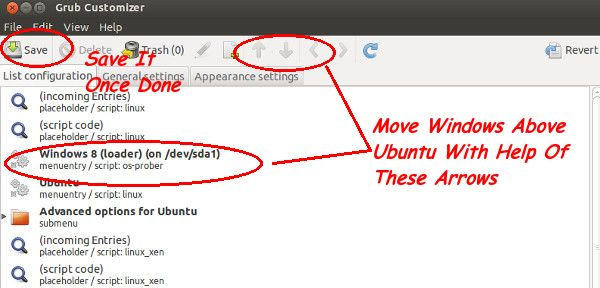 Grub Customizer
File Edit View Help
Save Delete Trash (0) Revert
List configuration General settings Appearance settings
Save It
Once Done
(incoming Entries)
placeholder / script: linux
(script code)
placeholder / script: linux
Windows 8 (loader) (on /dev/sda1)
menuentry / script: os-prober
Ubuntu
menuentry / script: linux
Advanced options for Ubuntu
submenu
(incoming Entries)
placeholder / script: linux_xen
(script code)
placeholder / script: linux_xen
Move Windows Above
Ubuntu With Help Of
These Arrows